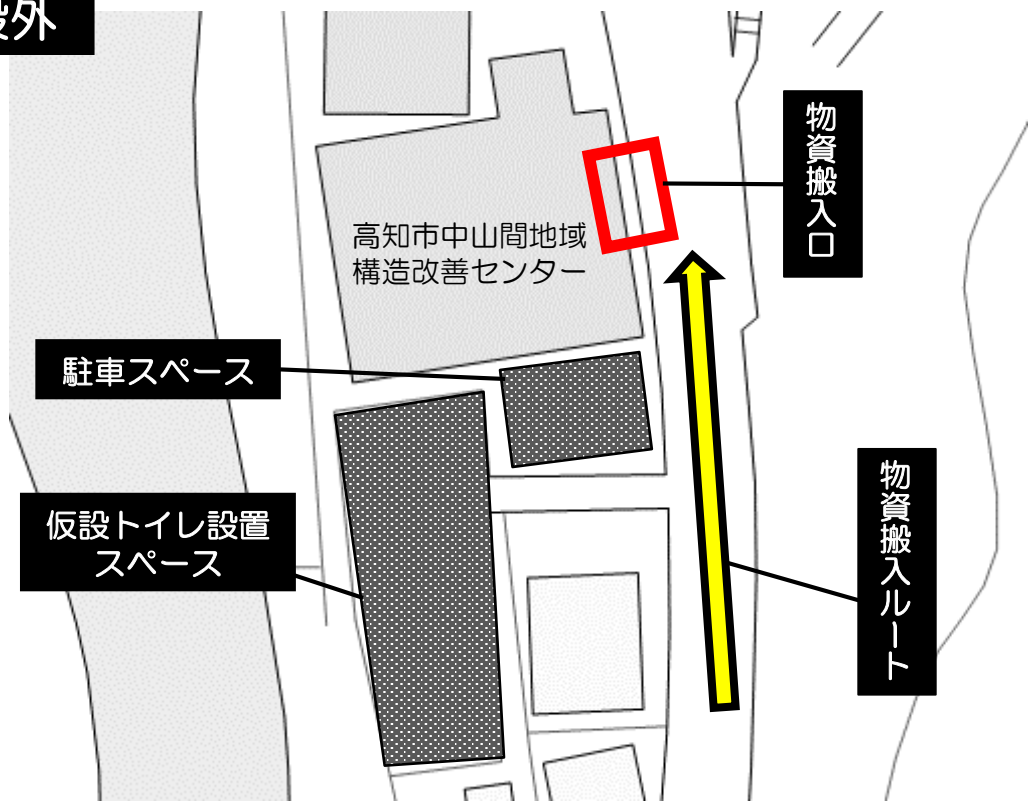 設外
物資搬入口
高知市中山間地域
構造改善センター
駐車スペース
物資搬入ルート
仮設トイレ設置
スペース